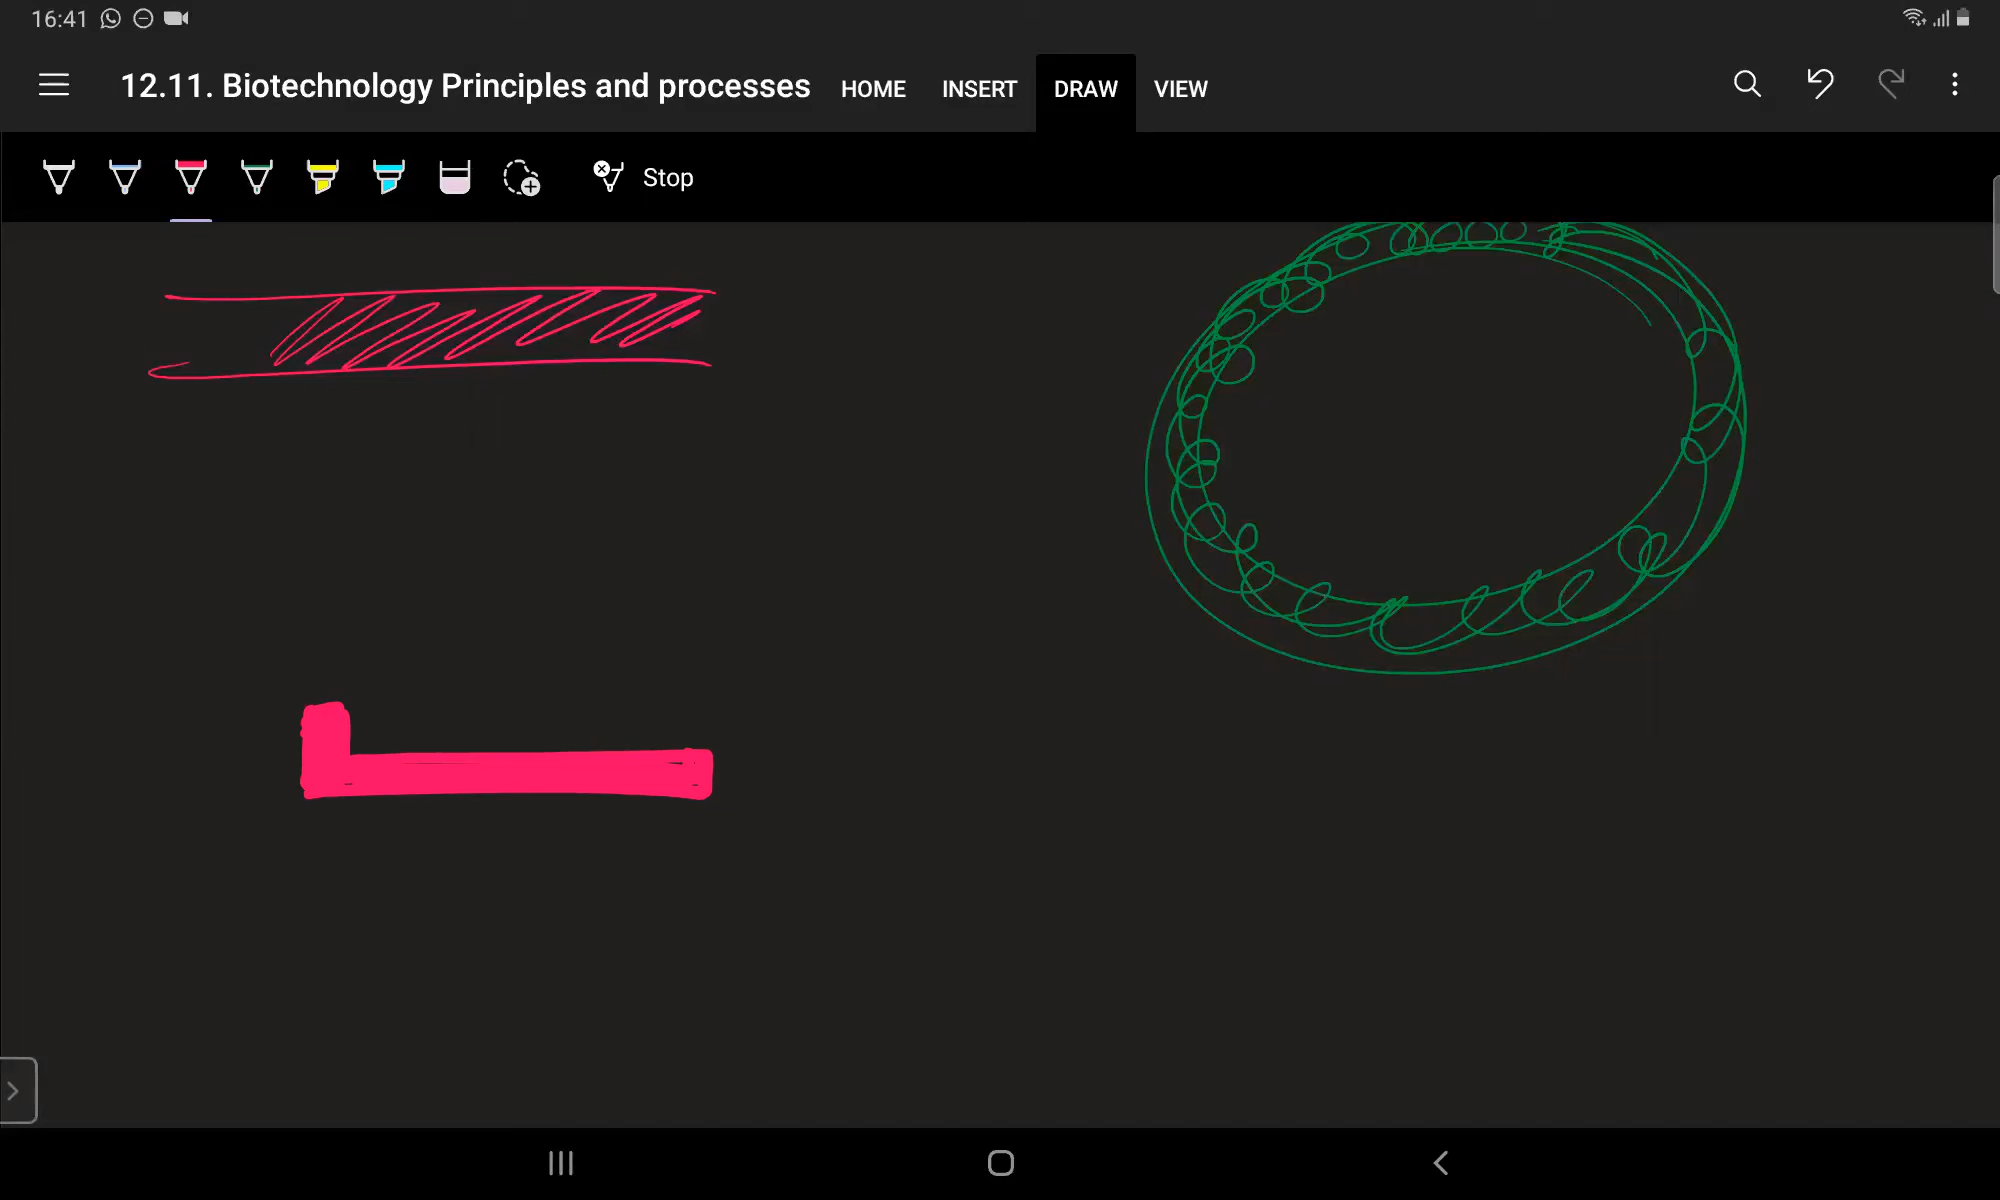 16:41
12.11. Biotechnology Principles and processes HOME INSERT DRAW VIEW
Stop